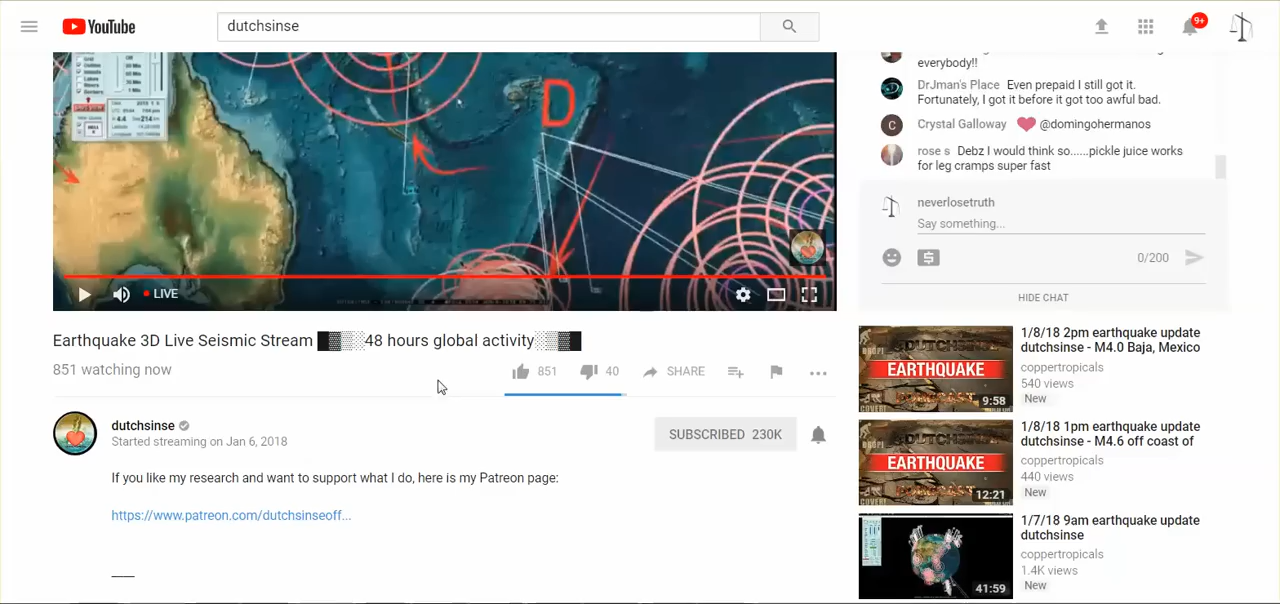 YouTube
dutchsinse
9+
D
LIVE
Earthquake 3D Live Seismic Stream █▓▒░48 hours global activity░▒▓█
851 watching now
851
40
SHARE
dutchsinse
Started streaming on Jan 6, 2018
SUBSCRIBED 230K
If you like my research and want to support what I do, here is my Patreon page:
https://www.patreon.com/dutchsinseoff...
everybody!!
DrJman's Place Even prepaid I still got it.
Fortunately, I got it before it got too awful bad.
C
Crystal Galloway @domingohermanos
rose s Debz I would think so......pickle juice works
for leg cramps super fast
neverlosetruth
Say something...
0/200
HIDE CHAT
DUTCHSINSE
EARTHQUAKE
9:58
1/8/18 2pm earthquake update
dutchsinse - M4.0 Baja, Mexico
coppertropicals
540 views
New
DUTCHSINSE
EARTHQUAKE
12:21
1/8/18 1pm earthquake update
dutchsinse - M4.6 off coast of
coppertropicals
440 views
New
41:59
1/7/18 9am earthquake update
dutchsinse
coppertropicals
1.4K views
New